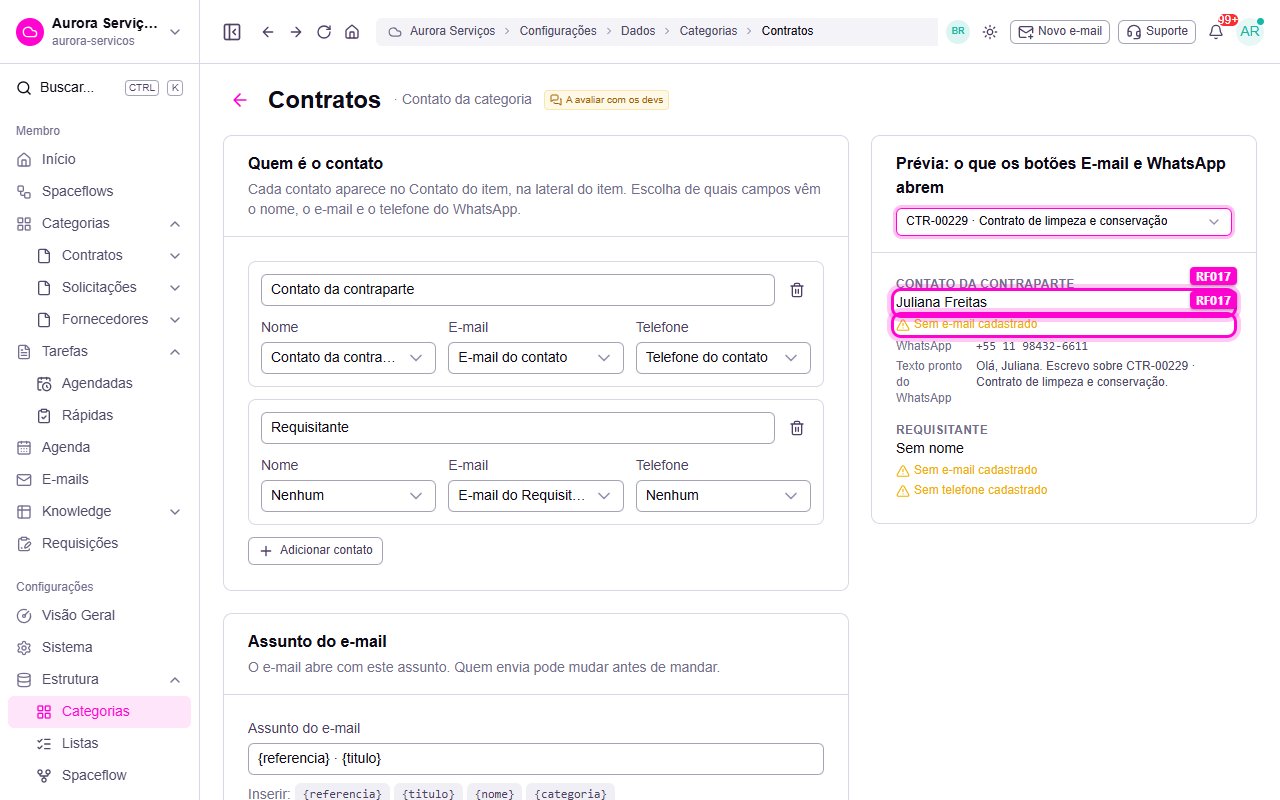 Aurora Serviç...
aurora-servicos
Aurora Serviços
Configurações
Dados
Categorias
Contratos
BR
Novo e-mail
Suporte
99+
AR
Buscar...
CTRL
K
Membro
Início
Spaceflows
Categorias
Contratos
Solicitações
Fornecedores
Tarefas
Agendadas
Rápidas
Agenda
E-mails
Knowledge
Requisições
Configurações
Visão Geral
Sistema
Estrutura
Categorias
Listas
Spaceflow
Contratos · Contato da categoria
A avaliar com os devs
Quem é o contato
Cada contato aparece no Contato do item, na lateral do item. Escolha de quais campos vêm
o nome, o e-mail e o telefone do WhatsApp.
Contato da contraparte
Nome E-mail Telefone
Contato da contra... E-mail do contato Telefone do contato
Requisitante
Nome E-mail Telefone
Nenhum E-mail do Requisit... Nenhum
Adicionar contato
Assunto do e-mail
O e-mail abre com este assunto. Quem envia pode mudar antes de mandar.
Assunto do e-mail
{referencia} · {titulo}
Inserir: {referencia} {titulo} {nome} {categoria}
Prévia: o que os botões E-mail e WhatsApp
abrem
CTR-00229 · Contrato de limpeza e conservação
RF017
CONTATO DA CONTRAPARTE
Juliana Freitas
RF017
Sem e-mail cadastrado
WhatsApp +55 11 98432-6611
Texto pronto Olá, Juliana. Escrevo sobre CTR-00229 ·
do Contrato de limpeza e conservação.
WhatsApp
REQUISITANTE
Sem nome
Sem e-mail cadastrado
Sem telefone cadastrado